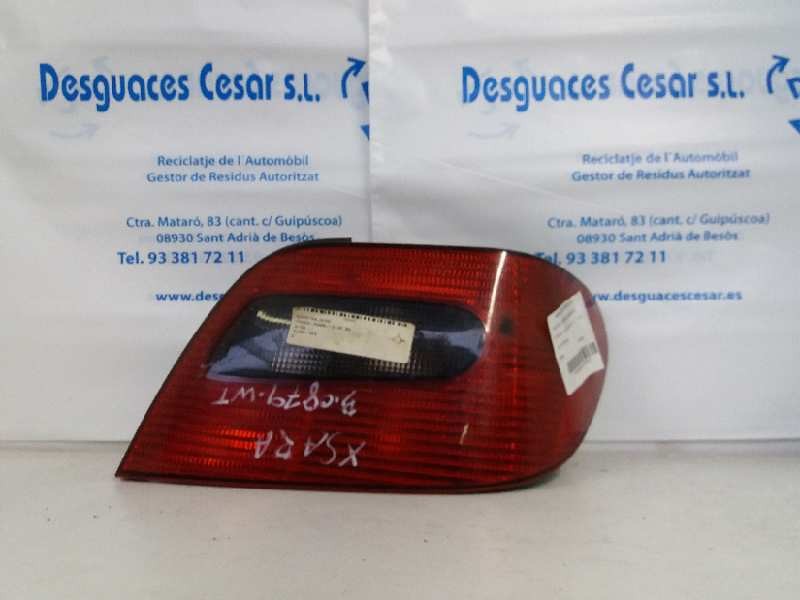 Desguaces Cesar S.L.
Reciclatje de l´Automòbil
Gestor de Residus Autoritzat
Ctra. Mataró, 83 (cant. c/ Guipúscoa)
08930 Sant Adrià de Besòs
Tel. 93 381 72 11
www.des
Desguaces Cesar S.L.
Reciclatje de l´Automòbil
Gestor de Residus Autoritzat
Ctra. Mataró, 83 (cant. c/ Guipúscoa)
08930 Sant Adrià de Besòs
Tel. 93 381 72 11
www.desguacescesar.es
XSARA